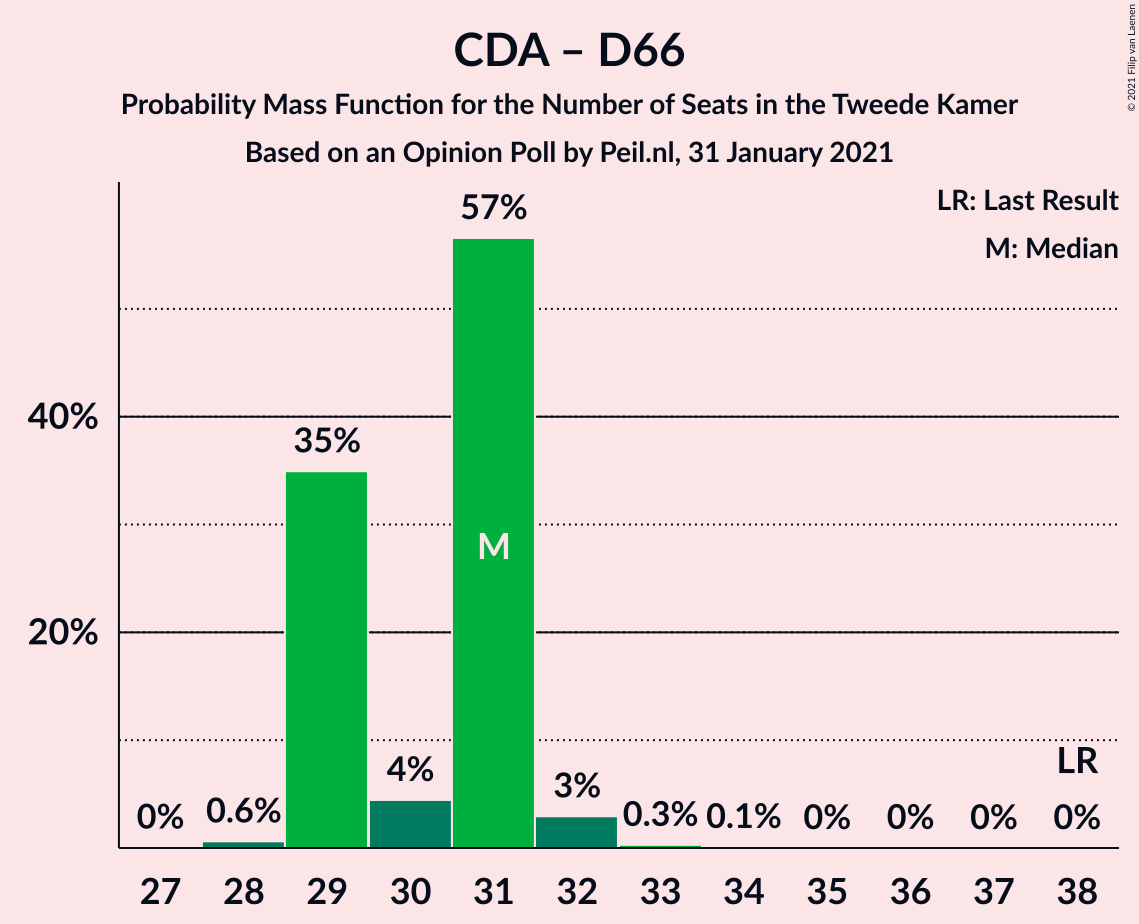 CDA – D66
Probability Mass Function for the Number of Seats in the Tweede Kamer
Based on an Opinion Poll by Peil.nl, 31 January 2021
© 2021 Filip van Laenen
LR: Last Result
M: Median
57%
40%
35%
M
20%
LR
4%
3%
0% 0.6% 0.3% 0.1% 0% 0% 0% 0%
27 28 29 30 31 32 33 34 35 36 37 38